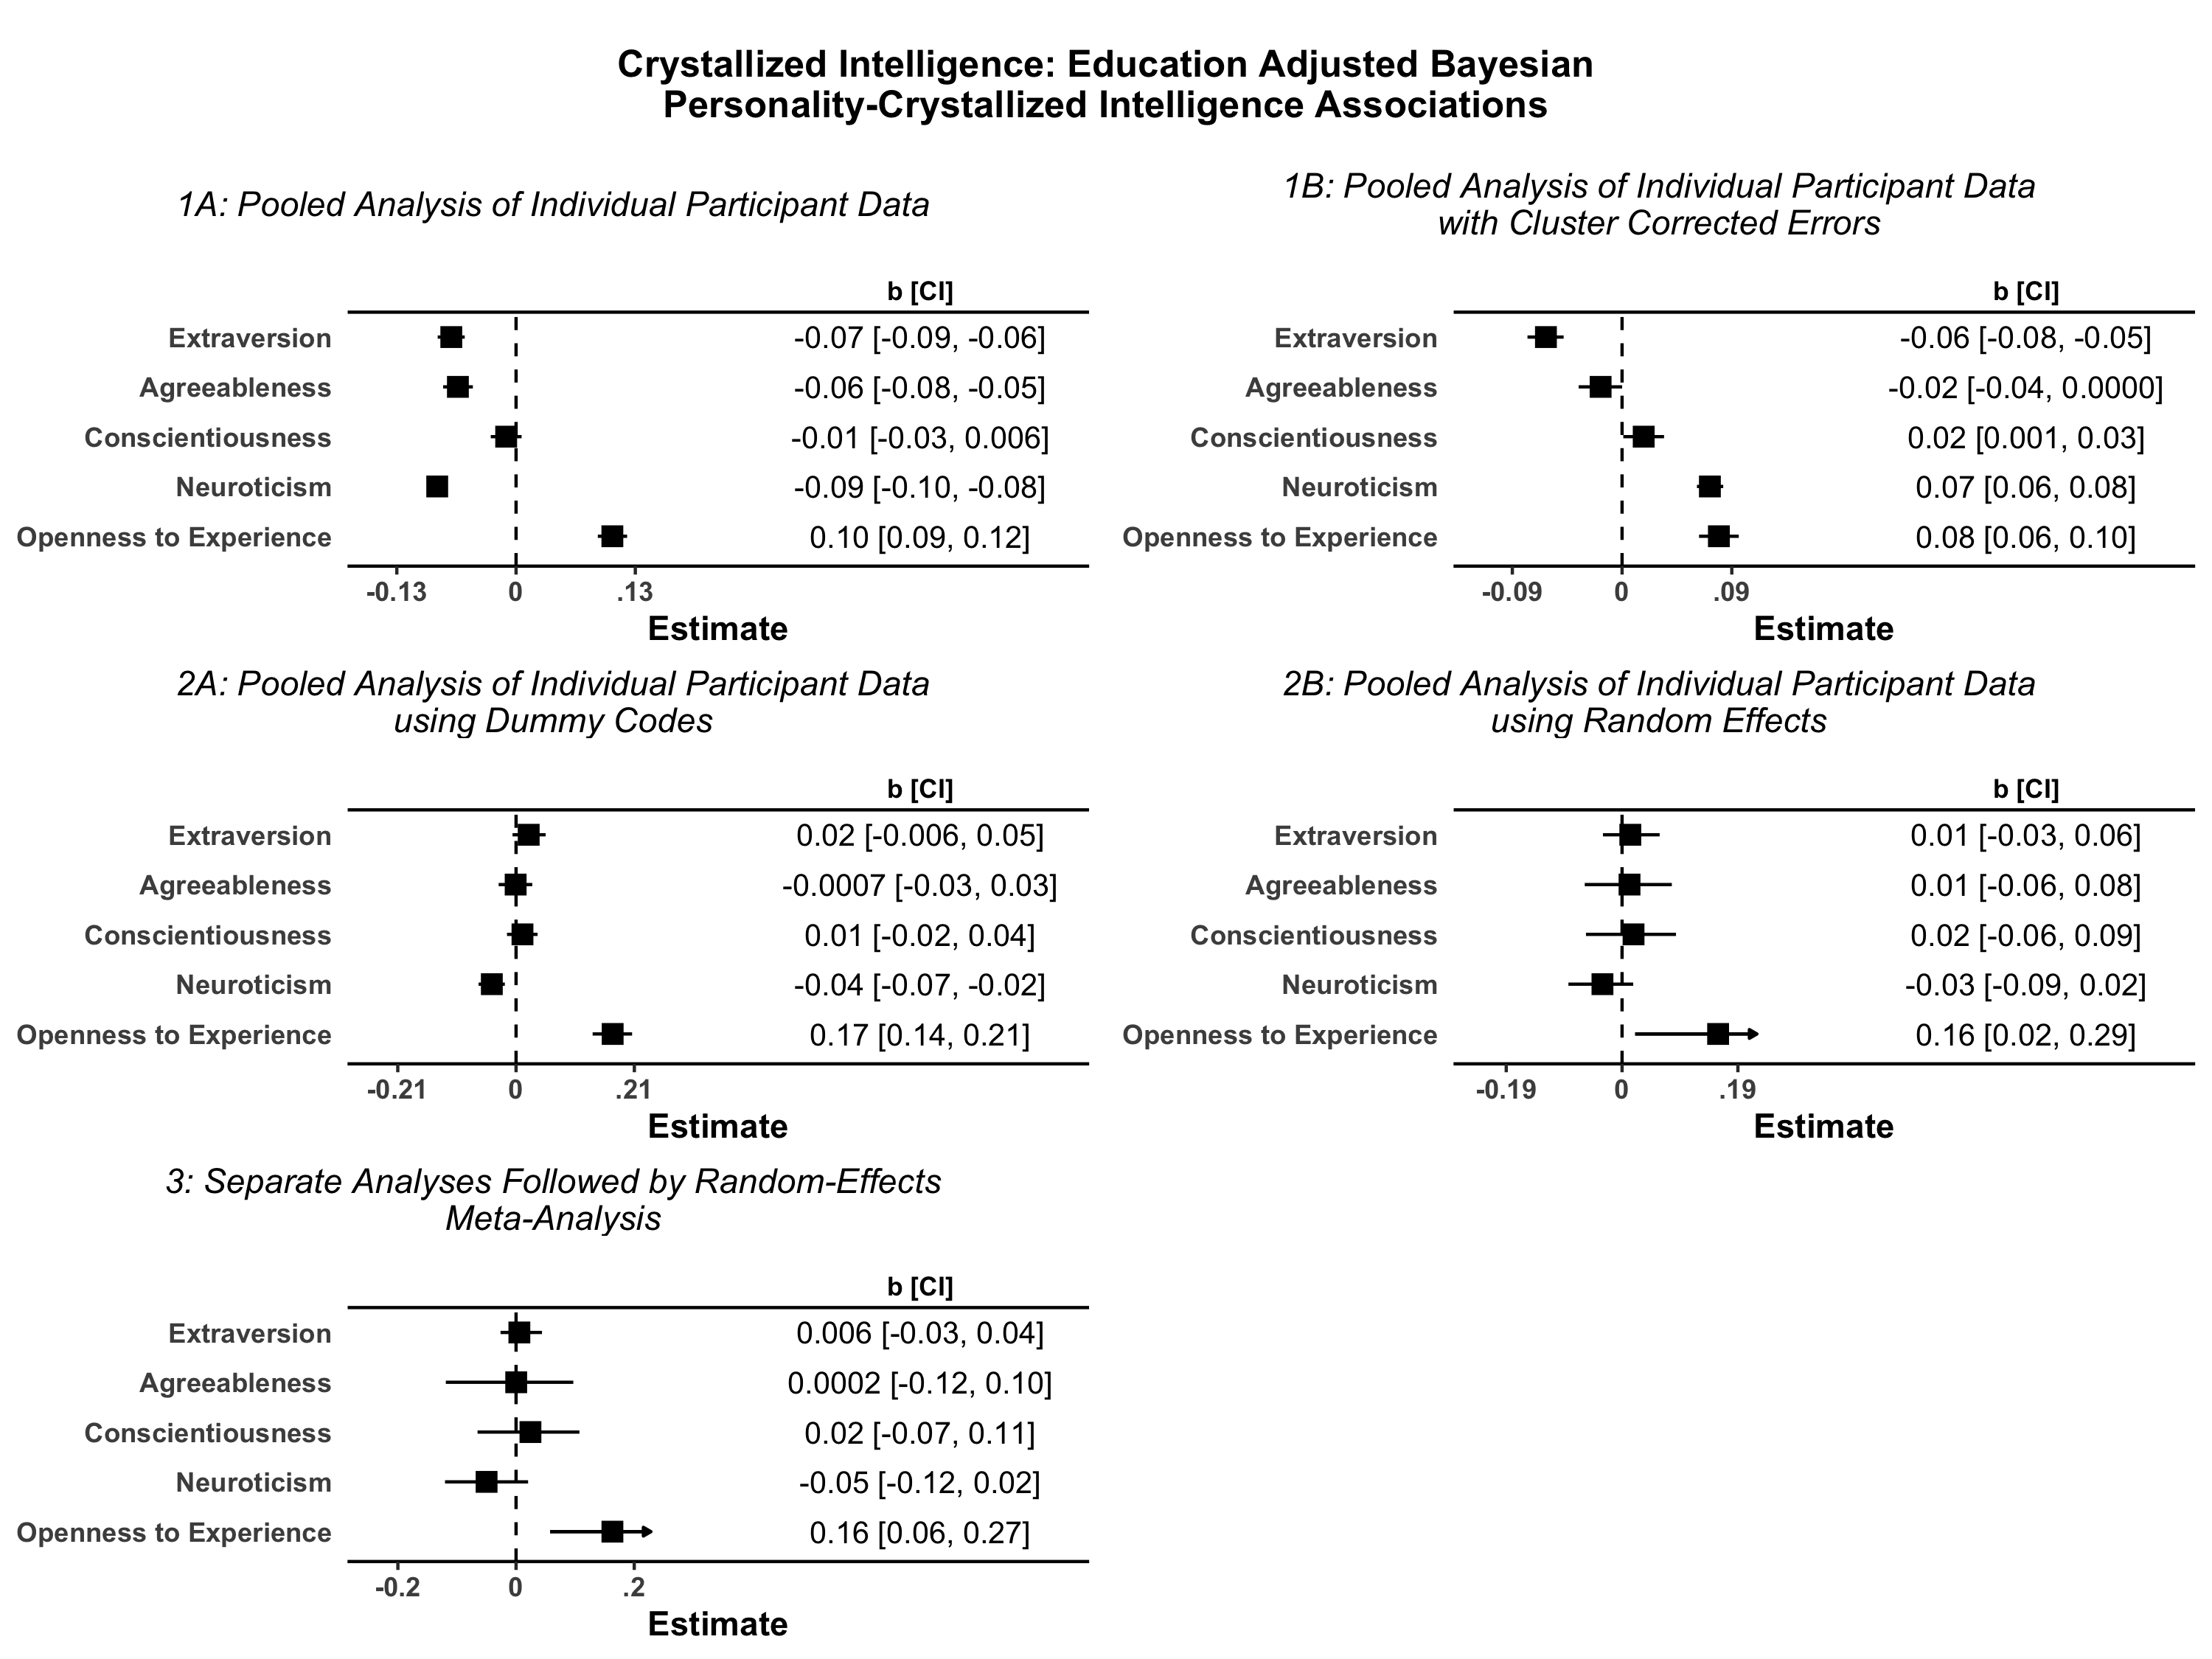 Crystallized Intelligence: Education Adjusted Bayesian
Personality-Crystallized Intelligence Associations
1A: Pooled Analysis of Individual Participant Data
b [CI]
Extraversion -0.07 [-0.09, -0.06]
Agreeableness -0.06 [-0.08, -0.05]
Conscientiousness -0.01 [-0.03, 0.006]
Neuroticism -0.09 [-0.10, -0.08]
Openness to Experience 0.10 [0.09, 0.12]
-0.13 0 .13
Estimate
1B: Pooled Analysis of Individual Participant Data
with Cluster Corrected Errors
b [CI]
Extraversion -0.06 [-0.08, -0.05]
Agreeableness -0.02 [-0.04, 0.0000]
Conscientiousness 0.02 [0.001, 0.03]
Neuroticism 0.07 [0.06, 0.08]
Openness to Experience 0.08 [0.06, 0.10]
-0.09 0 .09
Estimate
2A: Pooled Analysis of Individual Participant Data
using Dummy Codes
b [CI]
Extraversion 0.02 [-0.006, 0.05]
Agreeableness -0.0007 [-0.03, 0.03]
Conscientiousness 0.01 [-0.02, 0.04]
Neuroticism -0.04 [-0.07, -0.02]
Openness to Experience 0.17 [0.14, 0.21]
-0.21 0 .21
Estimate
2B: Pooled Analysis of Individual Participant Data
using Random Effects
b [CI]
Extraversion 0.01 [-0.03, 0.06]
Agreeableness 0.01 [-0.06, 0.08]
Conscientiousness 0.02 [-0.06, 0.09]
Neuroticism -0.03 [-0.09, 0.02]
Openness to Experience 0.16 [0.02, 0.29]
-0.19 0 .19
Estimate
3: Separate Analyses Followed by Random-Effects
Meta-Analysis
b [CI]
Extraversion 0.006 [-0.03, 0.04]
Agreeableness 0.0002 [-0.12, 0.10]
Conscientiousness 0.02 [-0.07, 0.11]
Neuroticism -0.05 [-0.12, 0.02]
Openness to Experience 0.16 [0.06, 0.27]
-0.2 0 .2
Estimate